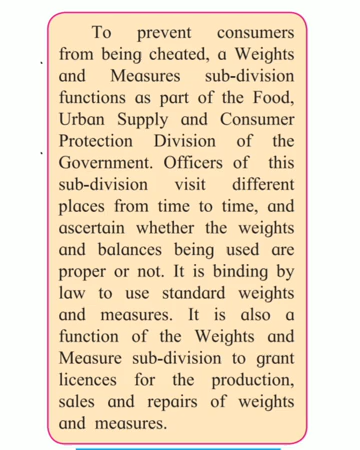 To prevent consumers
from being cheated, a Weights
and Measures sub-division
functions as part of the Food,
Urban Supply and Consumer
Protection Division of the
Government. Officers of this
sub-division visit different
places from time to time, and
ascertain whether the weights
and balances being used are
proper or not. It is binding by
law to use standard weights
and measures. It is also a
function of the Weights and
Measure sub-division to grant
licences for the production,
sales and repairs of weights
and measures.